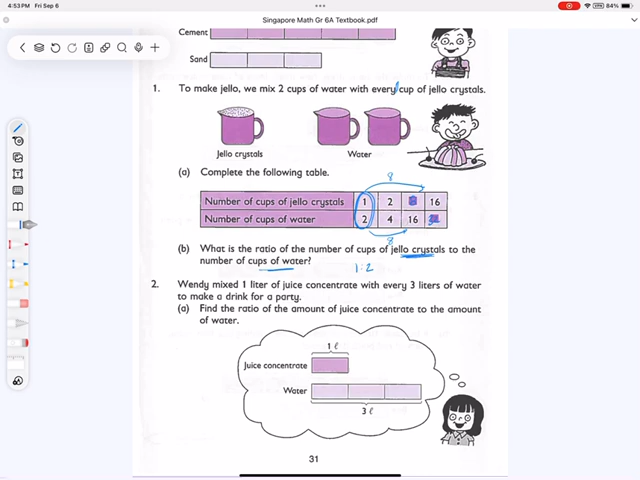 4:53 PM Fri Sep 6
84%
Singapore Math Gr 6A Textbook.pdf
Cement
Sand
1. To make jello, we mix 2 cups of water with every cup of jello crystals.
Jello crystals
Water
(a) Complete the following table.
8
Number of cups of jello crystals 1 2 8 16
Number of cups of water 2 4 16
8
(b) What is the ratio of the number of cups of jello crystals to the
number of cups of water?
1:2
2. Wendy mixed 1 liter of juice concentrate with every 3 liters of water
to make a drink for a party.
(a) Find the ratio of the amount of juice concentrate to the amount
of water.
1 ℓ
Juice concentrate
Water
3 ℓ
31